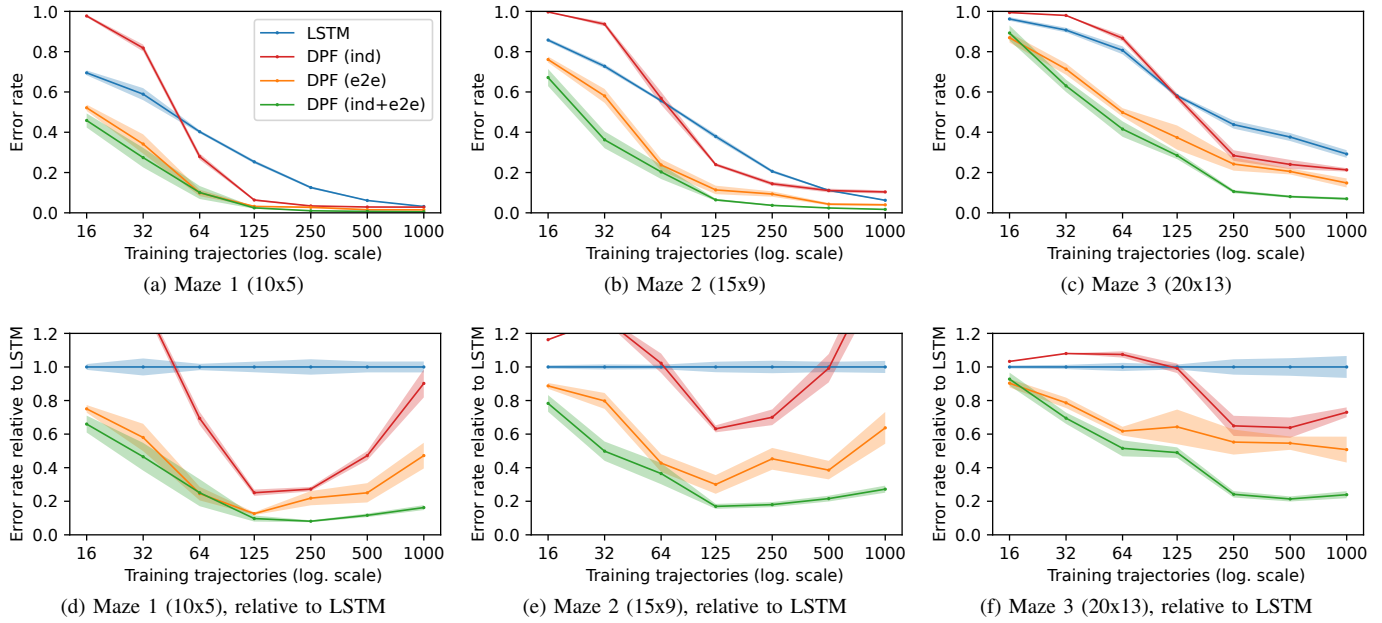 1.0
0.8
0.6
0.4
0.2
0.0
Error rate
LSTM
DPF (ind)
DPF (e2e)
DPF (ind+e2e)
16 32 64 125 250 500 1000
Training trajectories (log. scale)
(a) Maze 1 (10x5)
1.0
0.8
0.6
0.4
0.2
0.0
Error rate
16 32 64 125 250 500 1000
Training trajectories (log. scale)
(b) Maze 2 (15x9)
1.0
0.8
0.6
0.4
0.2
0.0
Error rate
16 32 64 125 250 500 1000
Training trajectories (log. scale)
(c) Maze 3 (20x13)
1.2
1.0
0.8
0.6
0.4
0.2
0.0
Error rate relative to LSTM
16 32 64 125 250 500 1000
Training trajectories (log. scale)
(d) Maze 1 (10x5), relative to LSTM
1.2
1.0
0.8
0.6
0.4
0.2
0.0
Error rate relative to LSTM
16 32 64 125 250 500 1000
Training trajectories (log. scale)
(e) Maze 2 (15x9), relative to LSTM
1.2
1.0
0.8
0.6
0.4
0.2
0.0
Error rate relative to LSTM
16 32 64 125 250 500 1000
Training trajectories (log. scale)
(f) Maze 3 (20x13), relative to LSTM